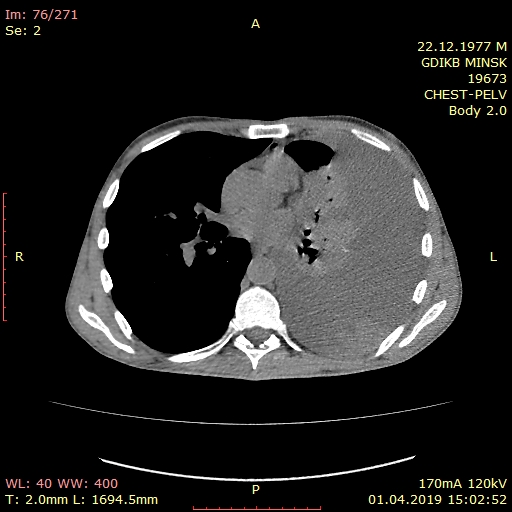 Im: 76/271
Se: 2
A
22.12.1977 M
GDIKB MINSK
19673
CHEST-PELV
Body 2.0
R
L
WL: 40 WW: 400
T: 2.0mm L: 1694.5mm
P
170mA 120kV
01.04.2019 15:02:52